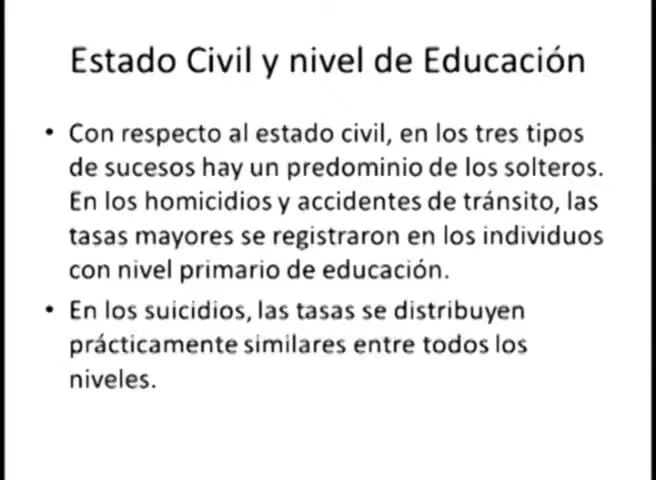 Estado Civil y nivel de Educación
• Con respecto al estado civil, en los tres tipos
de sucesos hay un predominio de los solteros.
En los homicidios y accidentes de tránsito, las
tasas mayores se registraron en los individuos
con nivel primario de educación.
• En los suicidios, las tasas se distribuyen
prácticamente similares entre todos los
niveles.